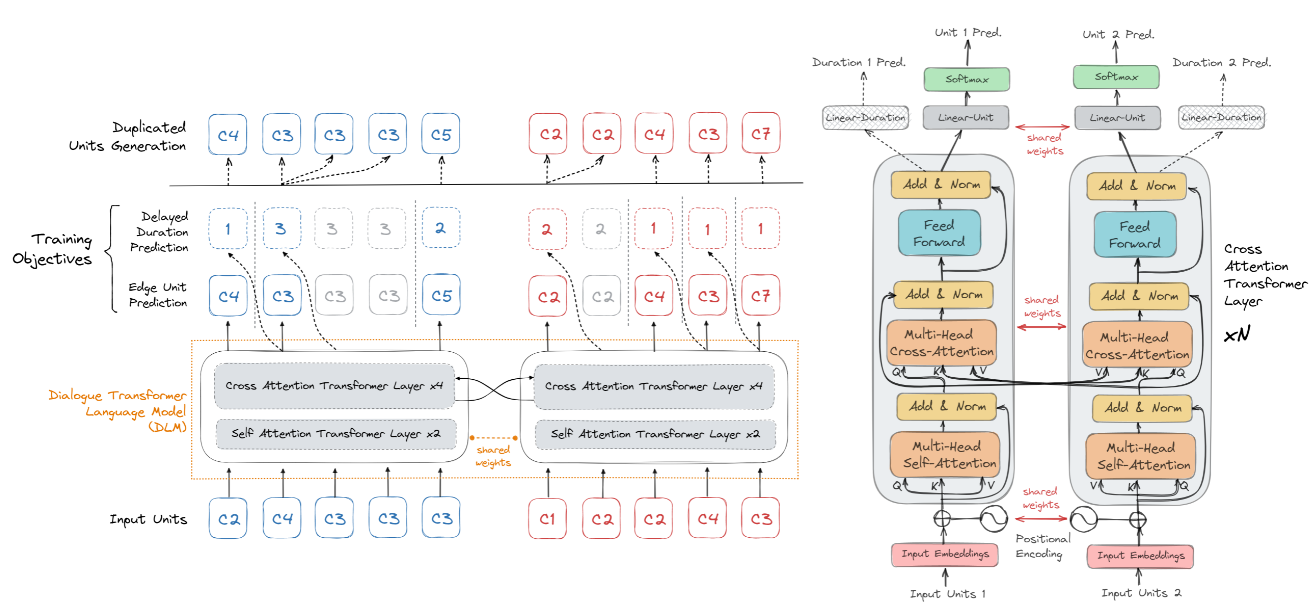 Duplicated
Units Generation
C4 C3 C3 C3 C5 C2 C2 C4 C3 C7
Training
Objectives
Delayed
Duration
Prediction
1 3 3 3 2 2 2 1 1 1
Edge Unit
Prediction
C4 C3 C3 C3 C5 C2 C2 C4 C3 C7
Dialogue Transformer
Language Model
(DLM)
Cross Attention Transformer Layer x4
Cross Attention Transformer Layer x4
Self Attention Transformer Layer x2
Self Attention Transformer Layer x2
shared
weights
Input Units
C2 C4 C3 C3 C3 C1 C2 C2 C4 C3
Unit 1 Pred.
Unit 2 Pred.
Duration 1 Pred.
Duration 2 Pred.
Softmax
Softmax
Linear-Duration
Linear-Unit
Linear-Unit
Linear-Duration
shared
weights
Add & Norm
Add & Norm
Feed
Forward
Feed
Forward
Cross
Attention
Transformer
Layer
xN
Add & Norm
Add & Norm
shared
weights
Multi-Head
Cross-Attention
Multi-Head
Cross-Attention
Q K V
V K Q
Add & Norm
Add & Norm
Multi-Head
Self-Attention
Multi-Head
Self-Attention
Q K V
V K Q
shared
weights
Positional
Encoding
Input Embeddings
Input Embeddings
Input Units 1
Input Units 2